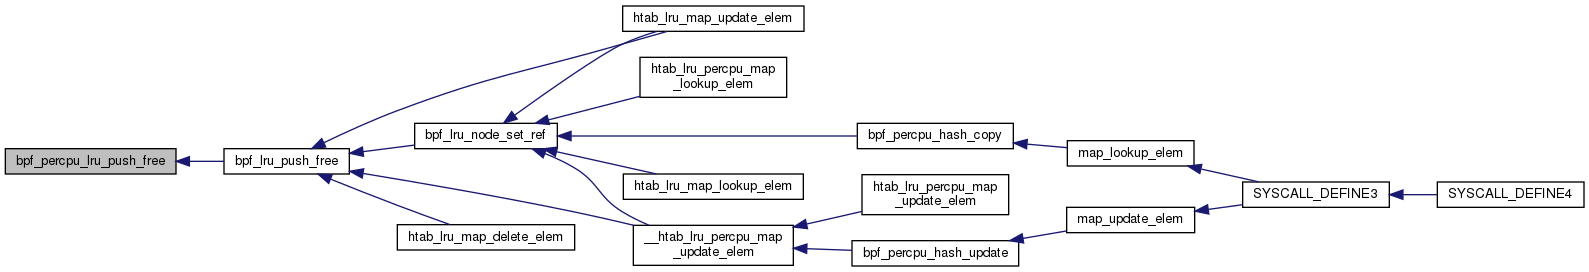 htab_lru_map_update_elem
htab_lru_percpu_map
_lookup_elem
bpf_lru_node_set_ref
bpf_percpu_hash_copy
bpf_percpu_lru_push_free
bpf_lru_push_free
map_lookup_elem
htab_lru_map_lookup_elem
htab_lru_percpu_map
_update_elem
SYSCALL_DEFINE3
SYSCALL_DEFINE4
map_update_elem
htab_lru_map_delete_elem
__htab_lru_percpu_map
_update_elem
bpf_percpu_hash_update